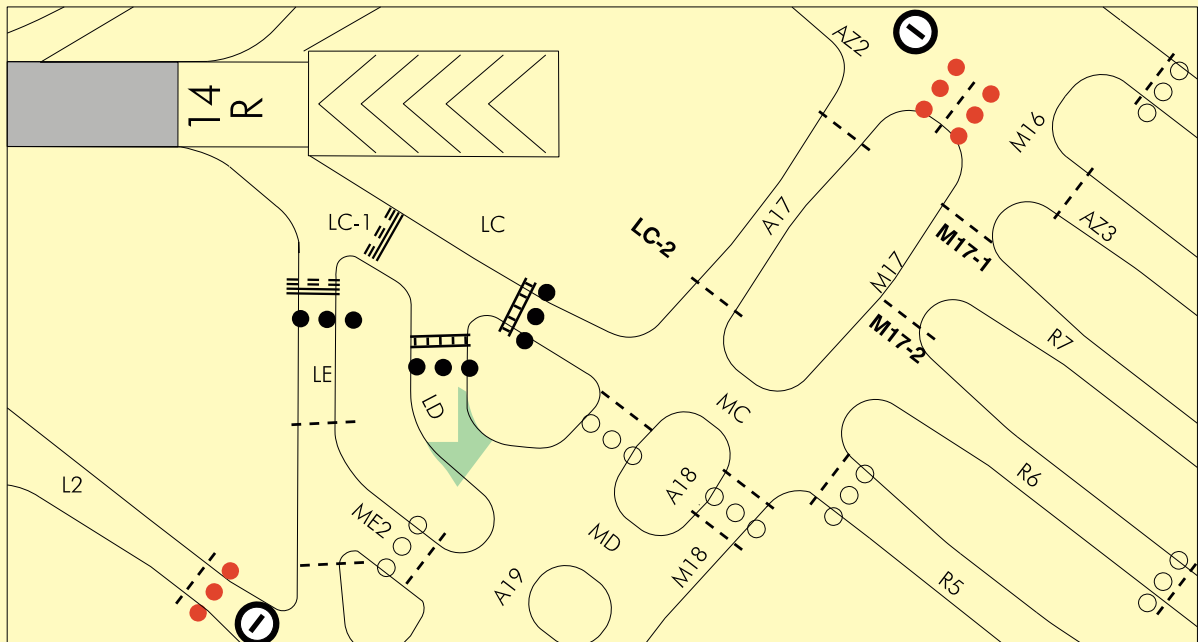 AZ2
14
R
M16
LC-1
LC
LC-2
A17
AZ3
M17-1
M17
M17-2
R7
LE
LD
MC
L2
ME2
A18
R6
MD
M18
A19
R5